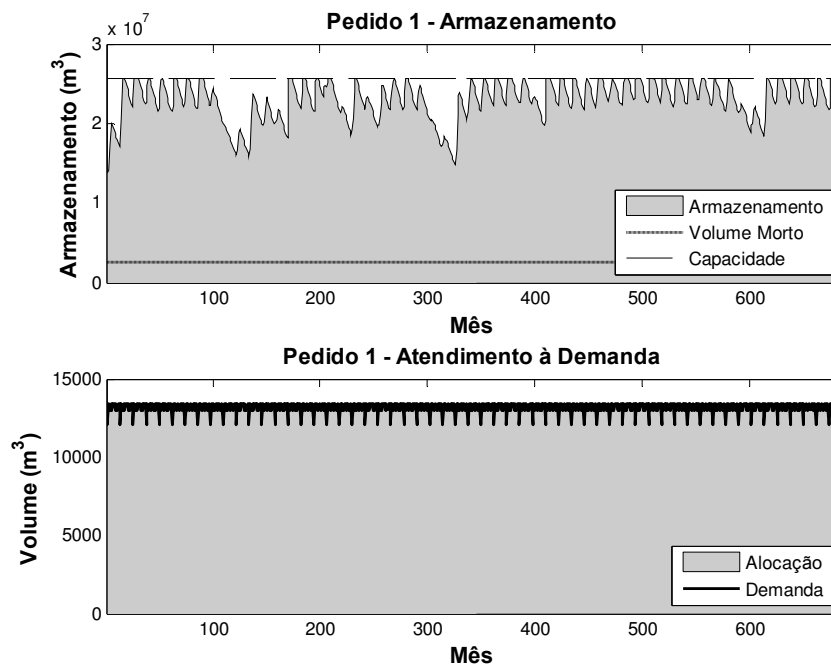 Pedido 1 - Armazenamento
x 10⁷
3
2
1
0
Armazenamento (m³)
100 200 300 400 500 600
Mês
Armazenamento
Volume Morto
Capacidade
Pedido 1 - Atendimento à Demanda
15000
10000
5000
0
Volume (m³)
100 200 300 400 500 600
Mês
Alocação
Demanda